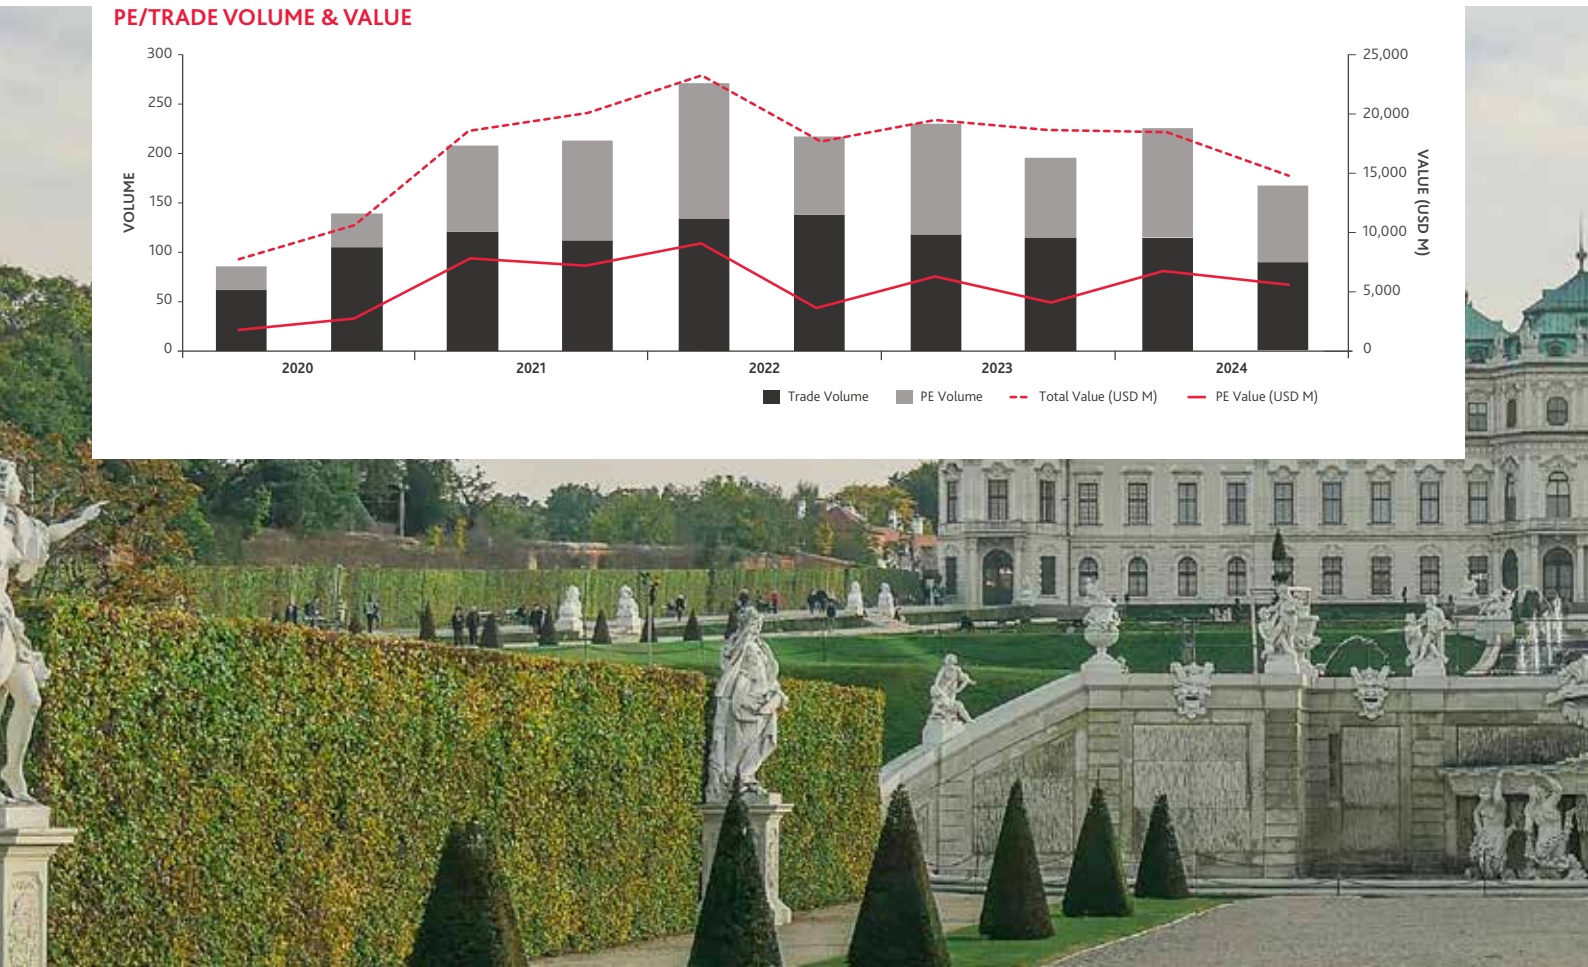 PE/TRADE VOLUME & VALUE
300
250
200
150
100
50
0
VOLUME
25,000
20,000
15,000
10,000
5,000
0
VALUE (USD M)
2020
2021
2022
2023
2024
Trade Volume
PE Volume
Total Value (USD M)
PE Value (USD M)